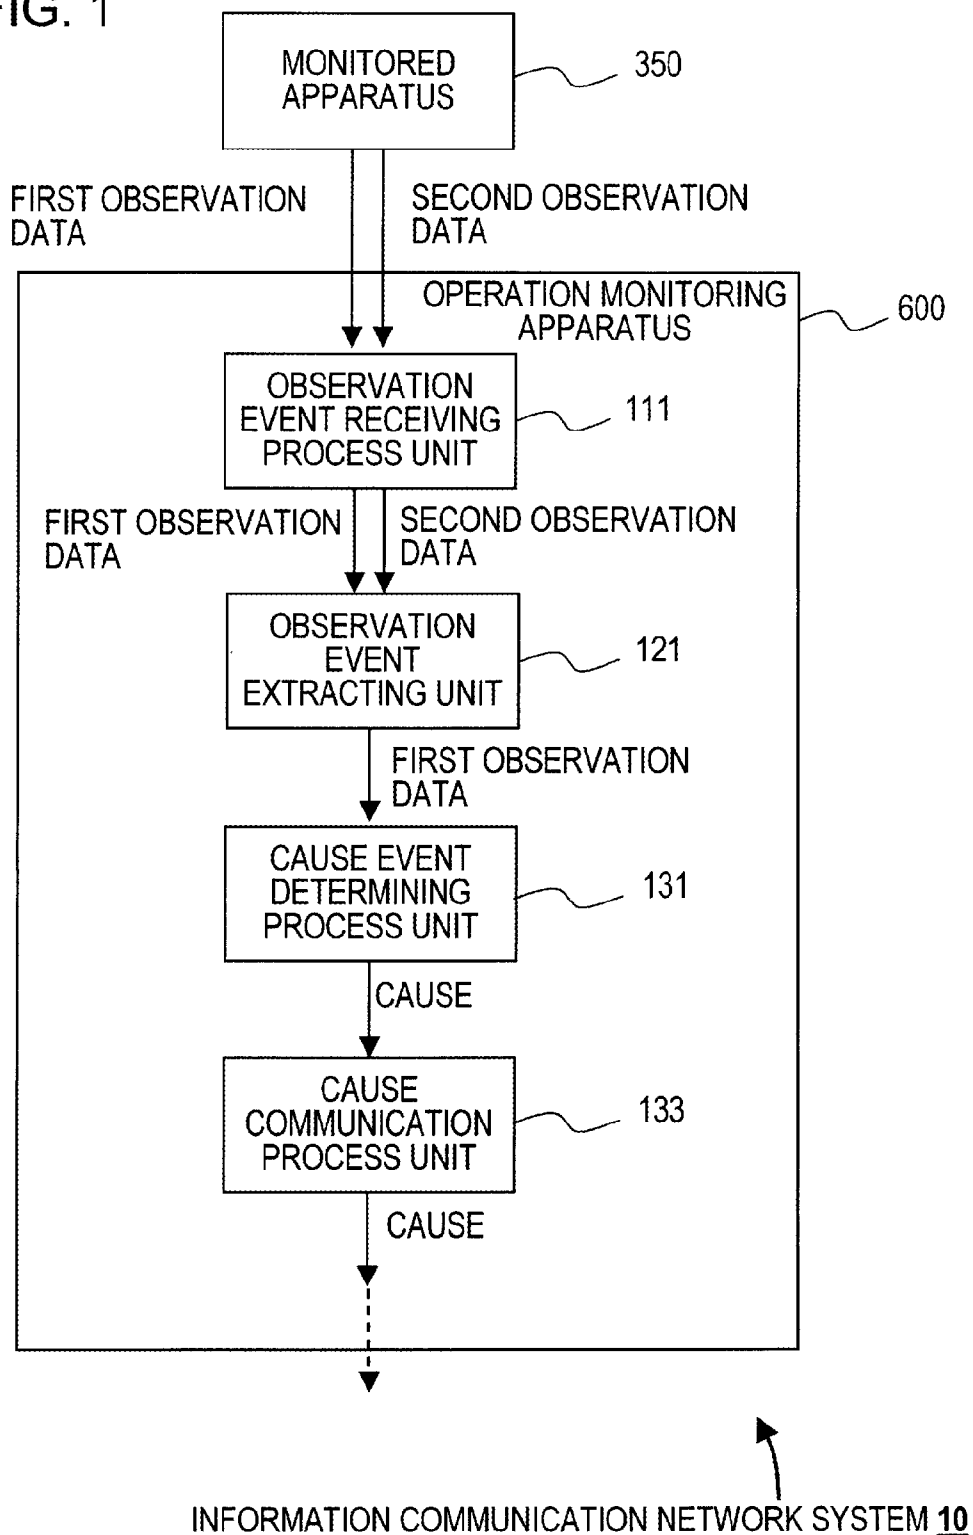 FIG. 1
MONITORED
APPARATUS
350
FIRST OBSERVATION
DATA
SECOND OBSERVATION
DATA
OPERATION MONITORING
APPARATUS
600
OBSERVATION
EVENT RECEIVING
PROCESS UNIT
111
FIRST OBSERVATION
DATA
SECOND OBSERVATION
DATA
OBSERVATION
EVENT
EXTRACTING UNIT
121
FIRST OBSERVATION
DATA
CAUSE EVENT
DETERMINING
PROCESS UNIT
131
CAUSE
CAUSE
COMMUNICATION
PROCESS UNIT
133
CAUSE
INFORMATION COMMUNICATION NETWORK SYSTEM 10